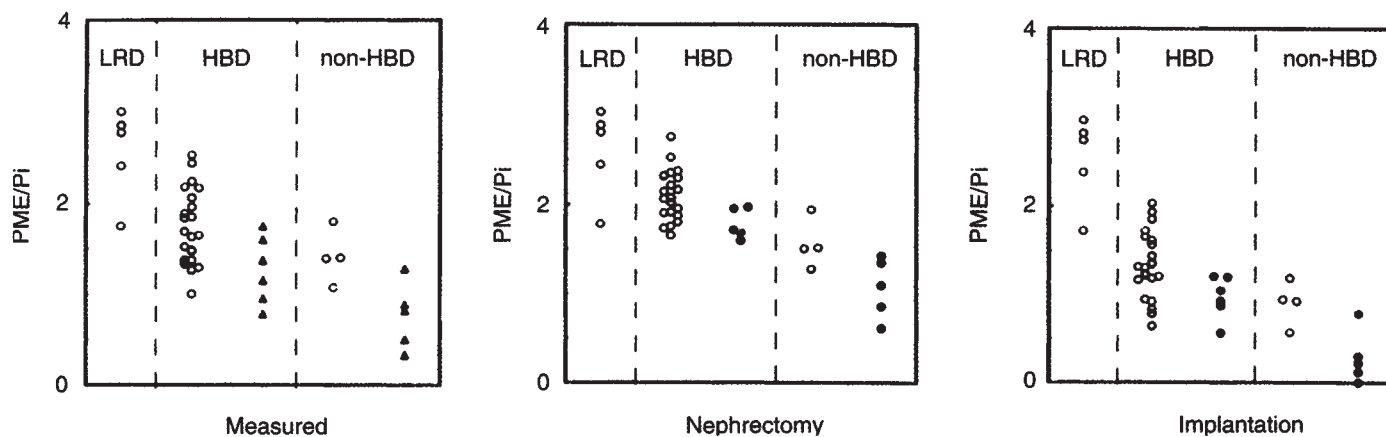 4
LRD HBD non-HBD
PME/Pi
2
0
Measured
4
LRD HBD non-HBD
PME/Pi
2
0
Nephrectomy
4
LRD HBD non-HBD
PME/Pi
2
0
Implantation